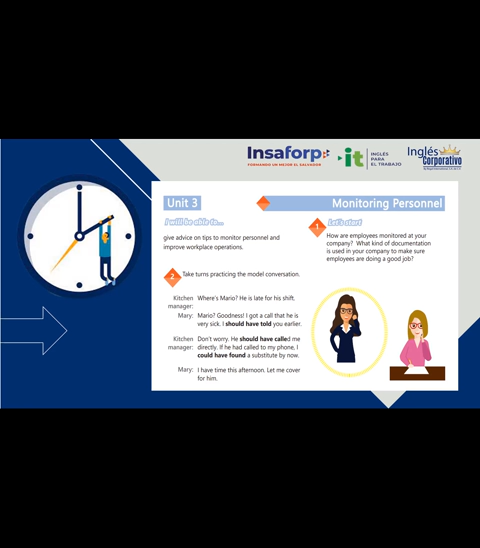 Insaforp
FORMANDO UN MEJOR EL SALVADOR
it
INGLÉS
PARA
EL TRABAJO
Inglés
Corporativo
Unit 3
Monitoring Personnel
I will be able to...
give advice on tips to monitor personnel and
improve workplace operations.
1
Let's start
How are employees monitored at your
company? What kind of documentation
is used in your company to make sure
employees are doing a good job?
2
Take turns practicing the model conversation.
Kitchen manager: Where's Mario? He is late for his shift.
Mary: Mario? Goodness! I got a call that he is
very sick. I should have told you earlier.
Kitchen manager: Don't worry. He should have called me
directly. If he had called to my phone, I
could have found a substitute by now.
Mary: I have time this afternoon. Let me cover
for him.